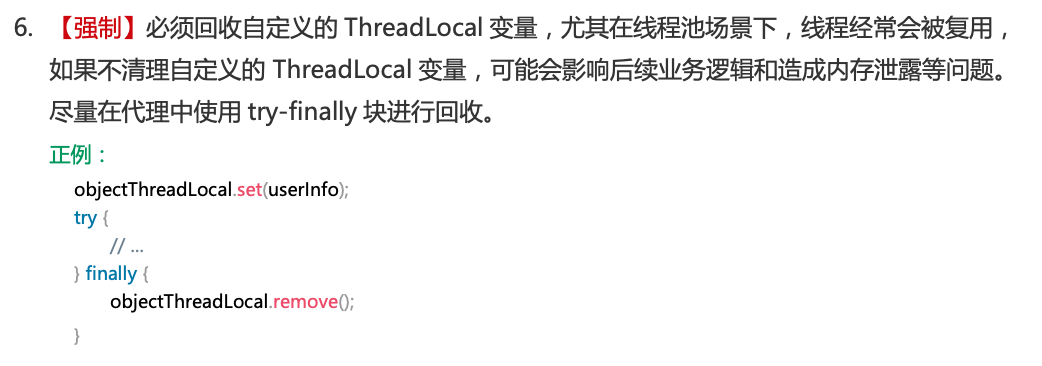 6. 【强制】必须回收自定义的 ThreadLocal 变量，尤其在线程池场景下，线程经常会被复用，
如果不清理自定义的 ThreadLocal 变量，可能会影响后续业务逻辑和造成内存泄露等问题。
尽量在代理中使用 try-finally 块进行回收。
正例：
objectThreadLocal.set(userInfo);
try {
// ...
} finally {
objectThreadLocal.remove();
}